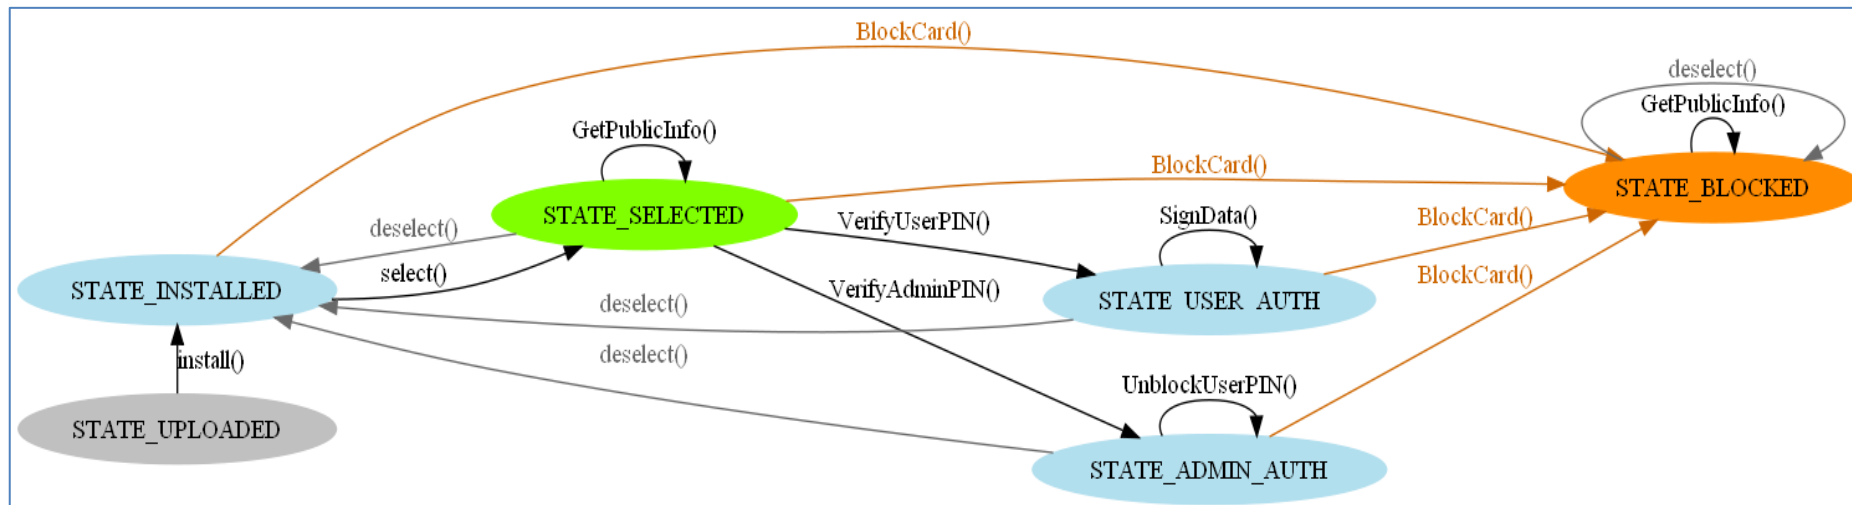 BlockCard()
deselect()
GetPublicInfo()
GetPublicInfo()
BlockCard()
STATE_BLOCKED
STATE_SELECTED
VerifyUserPIN()
SignData()
BlockCard()
deselect()
select()
STATE_INSTALLED
VerifyAdminPIN()
STATE_USER_AUTH
BlockCard()
deselect()
install()
deselect()
UnblockUserPIN()
STATE_UPLOADED
STATE_ADMIN_AUTH